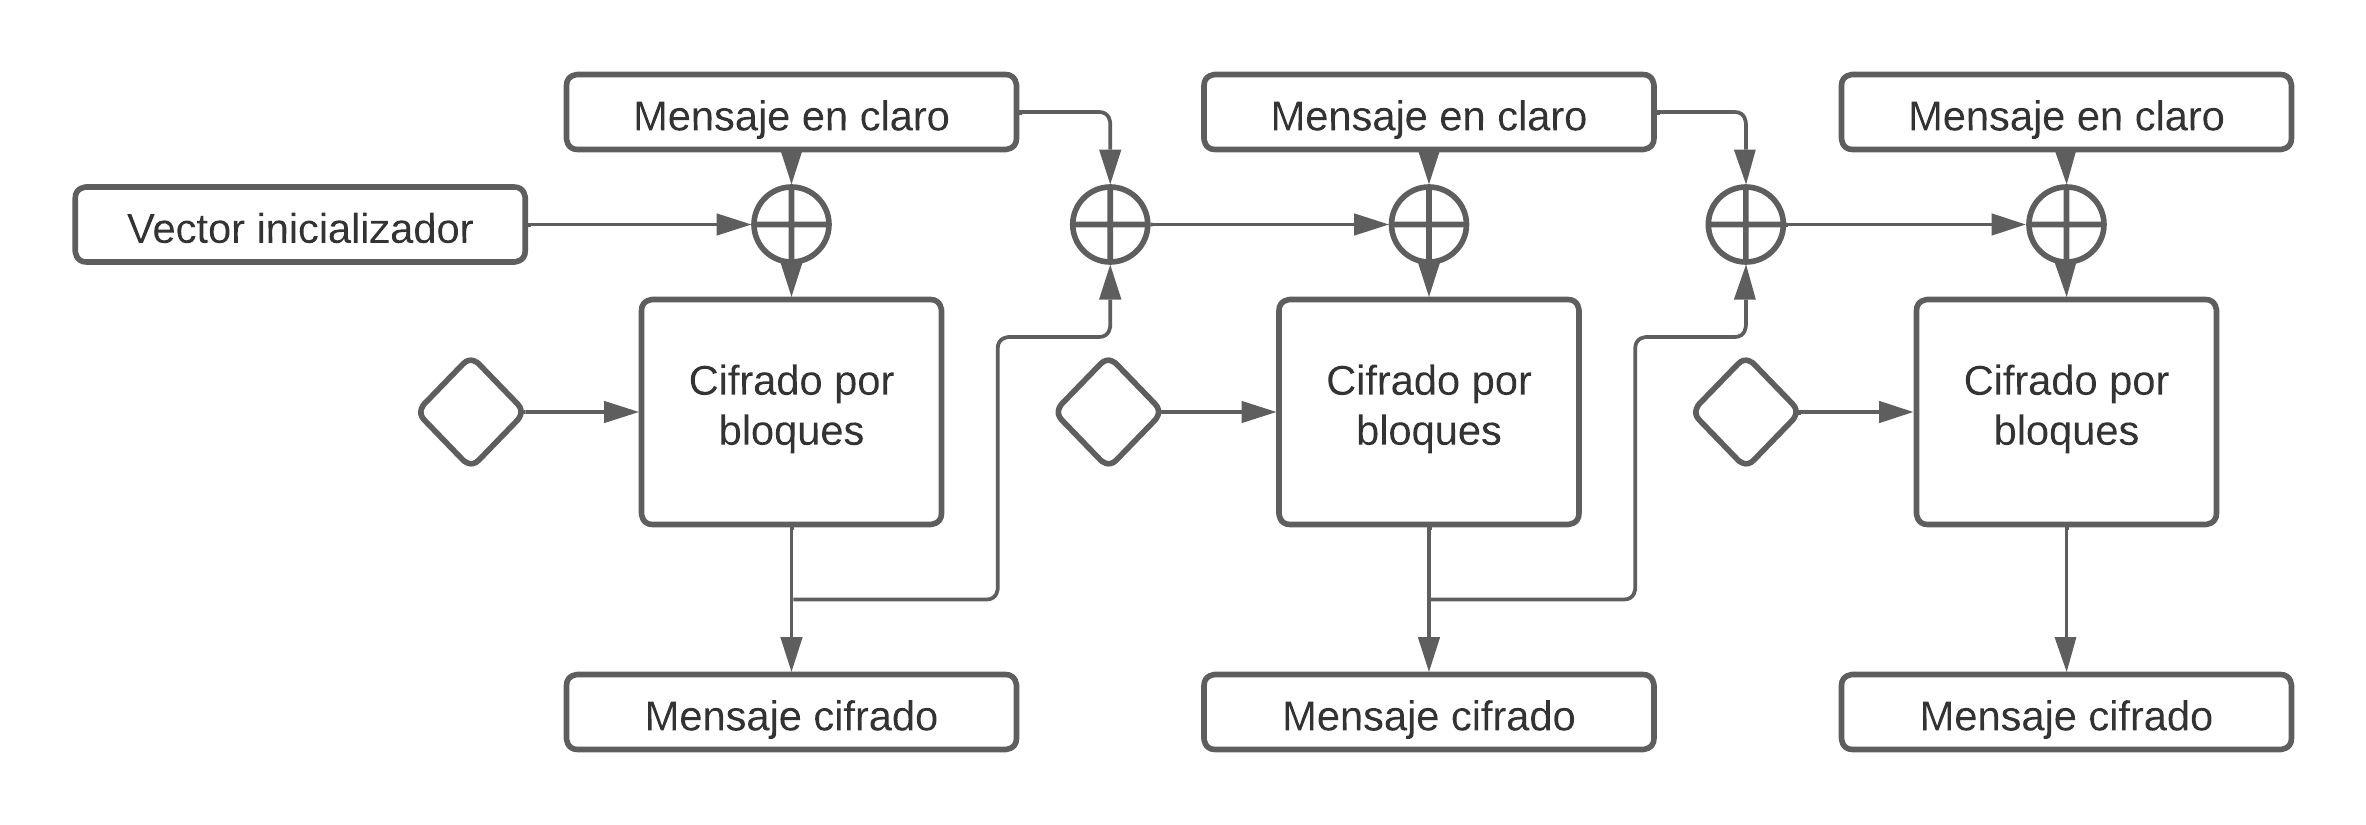 Mensaje en claro
Mensaje en claro
Mensaje en claro
Vector inicializador
Cifrado por
bloques
Cifrado por
bloques
Cifrado por
bloques
Mensaje cifrado
Mensaje cifrado
Mensaje cifrado